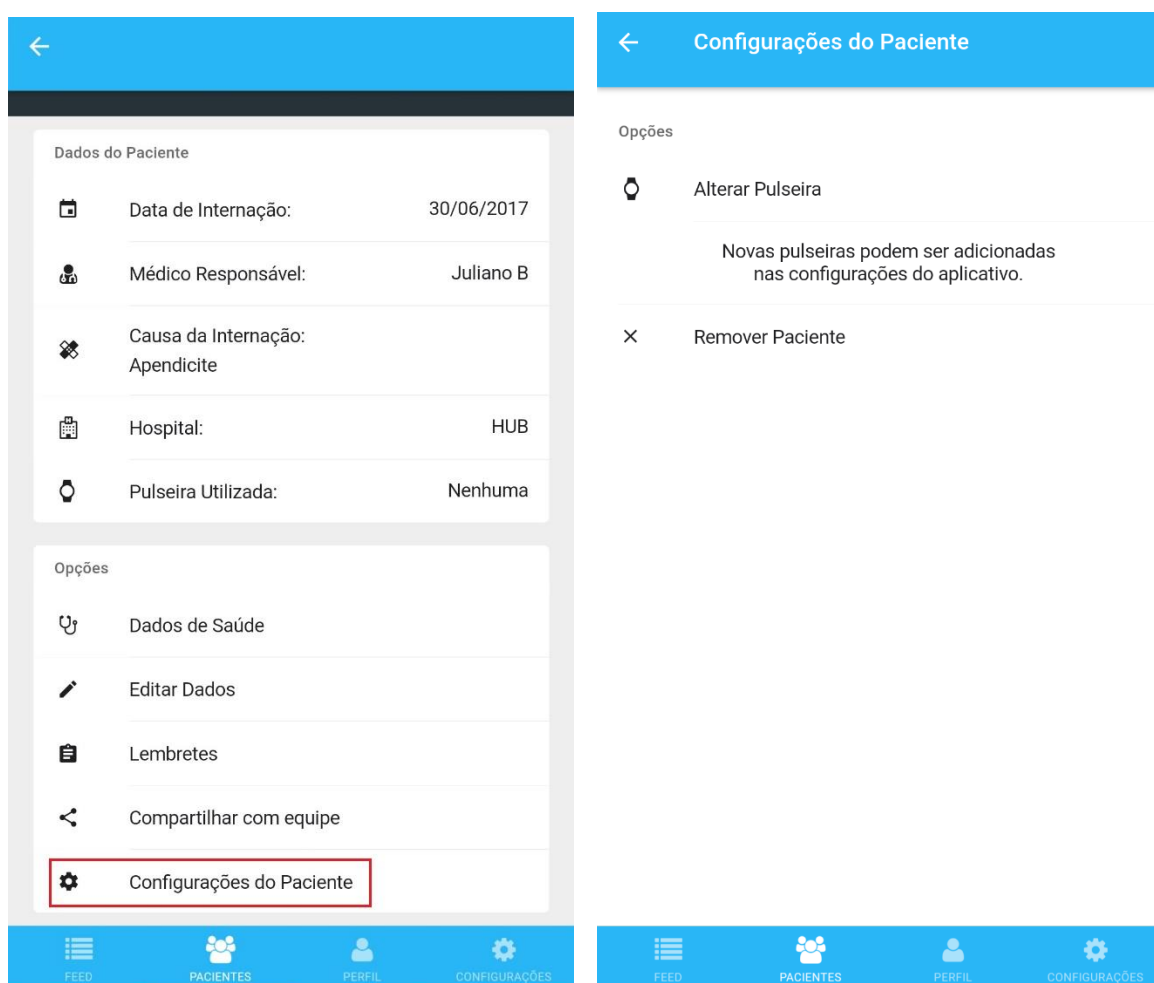 Dados do Paciente
Data de Internação: 30/06/2017
Médico Responsável: Juliano B
Causa da Internação:
Apendicite
Hospital: HUB
Pulseira Utilizada: Nenhuma
Opções
Dados de Saúde
Editar Dados
Lembretes
Compartilhar com equipe
Configurações do Paciente
FEED PACIENTES PERFIL CONFIGURAÇÕES
Configurações do Paciente
Opções
Alterar Pulseira
Novas pulseiras podem ser adicionadas
nas configurações do aplicativo.
Remover Paciente
FEED PACIENTES PERFIL CONFIGURAÇÕES